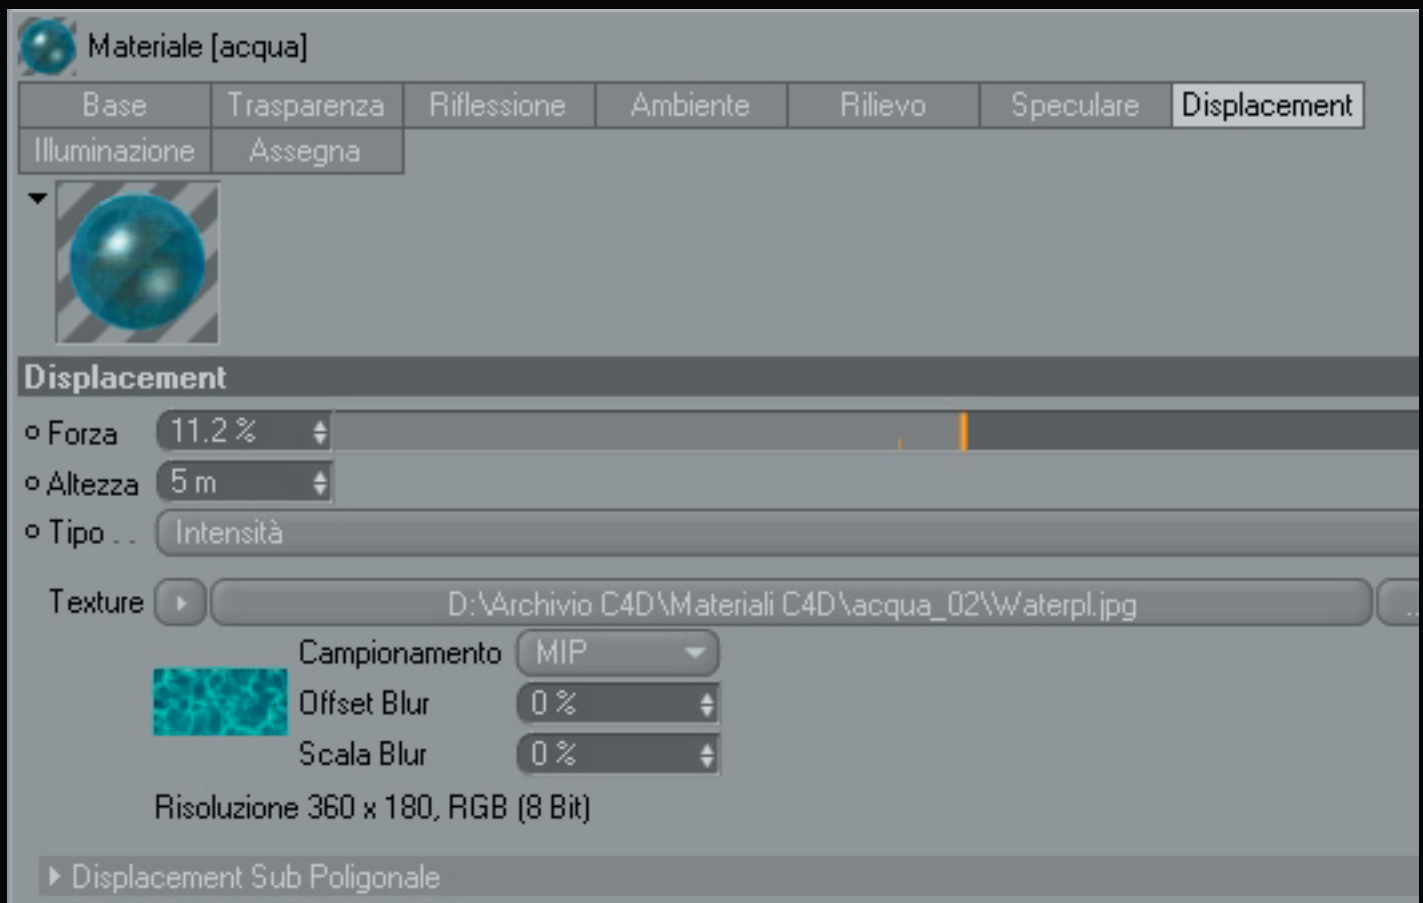 Materiale [acqua]
Base Trasparenza Riflessione Ambiente Rilievo Speculare Displacement
Illuminazione Assegna
Displacement
Forza 11.2 %
Altezza 5 m
Tipo . . Intensità
Texture D:\Archivio C4D\Materiali C4D\acqua_02\Waterpl.jpg ..
Campionamento MIP
Offset Blur 0 %
Scala Blur 0 %
Risoluzione 360 x 180, RGB (8 Bit)
Displacement Sub Poligonale